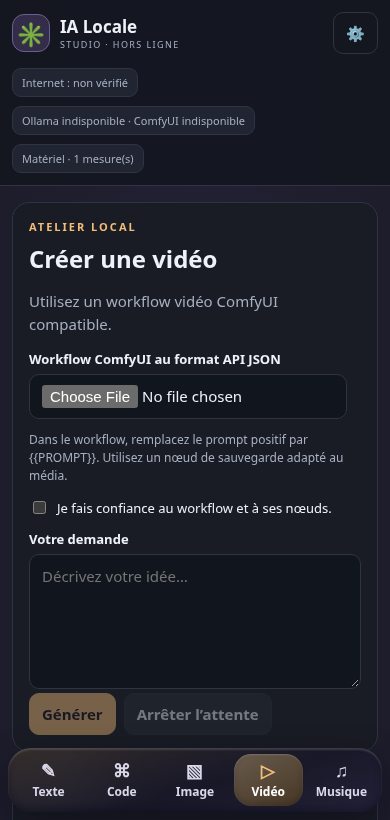 IA Locale
STUDIO · HORS LIGNE
Internet : non vérifié
Ollama indisponible · ComfyUI indisponible
Matériel · 1 mesure(s)
ATELIER LOCAL
Créer une vidéo
Utilisez un workflow vidéo ComfyUI
compatible.
Workflow ComfyUI au format API JSON
Choose File No file chosen
Dans le workflow, remplacez le prompt positif par
{{PROMPT}}. Utilisez un nœud de sauvegarde adapté au
média.
Je fais confiance au workflow et à ses nœuds.
Votre demande
Décrivez votre idée…
Générer Arrêter l’attente
Texte Code Image Vidéo Musique